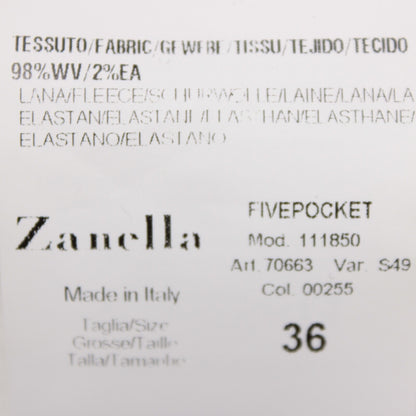 TESSUTO/FABRIC/GEWEBE/TISSU/TEJIDO/TECIDO
98%WV/2%EA
LANA/FLEECE/SCHURWOLLE/LAINE/LANA/LA
ELASTAN/ELASTANE/ELASTHAN/ELASTHANE/
ELASTANO/ELASTANO
Zanella
FIVEPOCKET
Mod. 111850
Art. 70663 Var. S49
Col. 00255
Made in Italy
Taglia/Size
Grosse/Taille
Talla/Tamanho
36